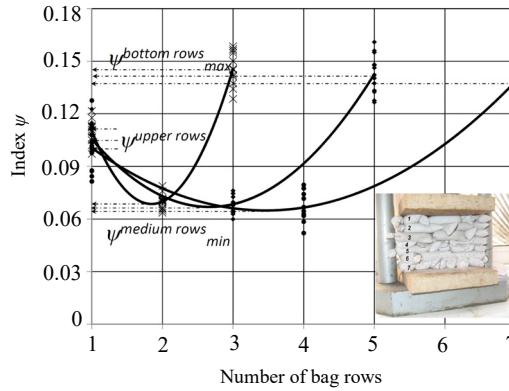 0.18
0.15
0.12
0.09
0.06
0.03
0
Index ψ
ψ bottom rows max
ψ upper rows
ψ medium rows min
1
2
3
4
5
6
7
1 2 3 4 5 6 7
Number of bag rows